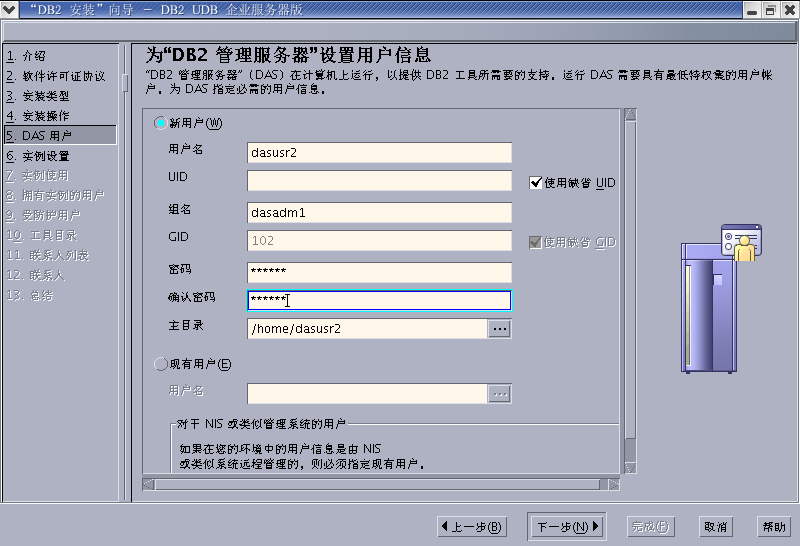 “DB2 安装”向导 － DB2 UDB 企业服务器版
1. 介绍
2. 软件许可证协议
3. 安装类型
4. 安装操作
5. DAS 用户
6. 实例设置
7. 实例使用
8. 拥有实例的用户
9. 受防护用户
10. 工具目录
11. 联系人列表
12. 联系人
13. 总结
为“DB2 管理服务器”设置用户信息
“DB2 管理服务器”(DAS) 在计算机上运行，以提供 DB2 工具所需要的支持。运行 DAS 需要具有最低特权集的用户帐
户。为 DAS 指定必需的用户信息。
新用户(W)
用户名 dasusr2
UID 使用缺省 UID
组名 dasadm1
GID 102 使用缺省 GID
密码 ******
确认密码 ******
主目录 /home/dasusr2 ...
现有用户(E)
用户名 ...
对于 NIS 或类似管理系统的用户
如果在您的环境中的用户信息是由 NIS
或类似系统远程管理的，则必须指定现有用户。
上一步(B) 下一步(N) 完成(F) 取消 帮助